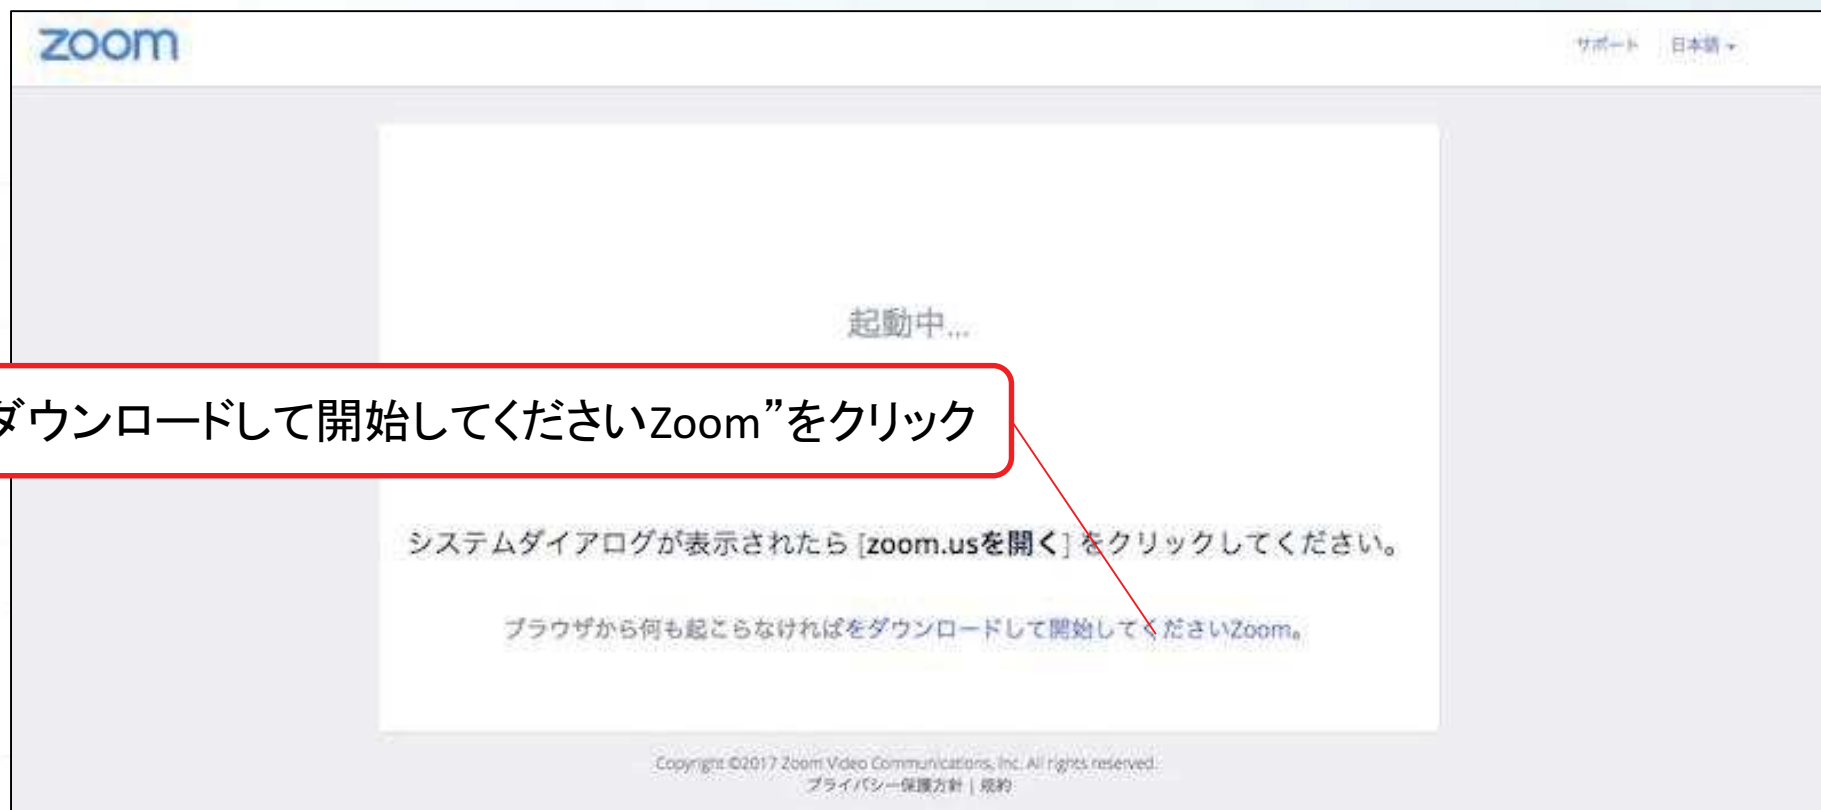 zoom
サポート 日本語
起動中...
ダウンロードして開始してくださいZoom”をクリック
システムダイアログが表示されたら [zoom.usを開く] をクリックしてください。
ブラウザから何も起こらなければをダウンロードして開始してくださいZoom。
Copyright ©2017 Zoom Video Communications, Inc. All rights reserved.
プライバシー保護方針 | 規約